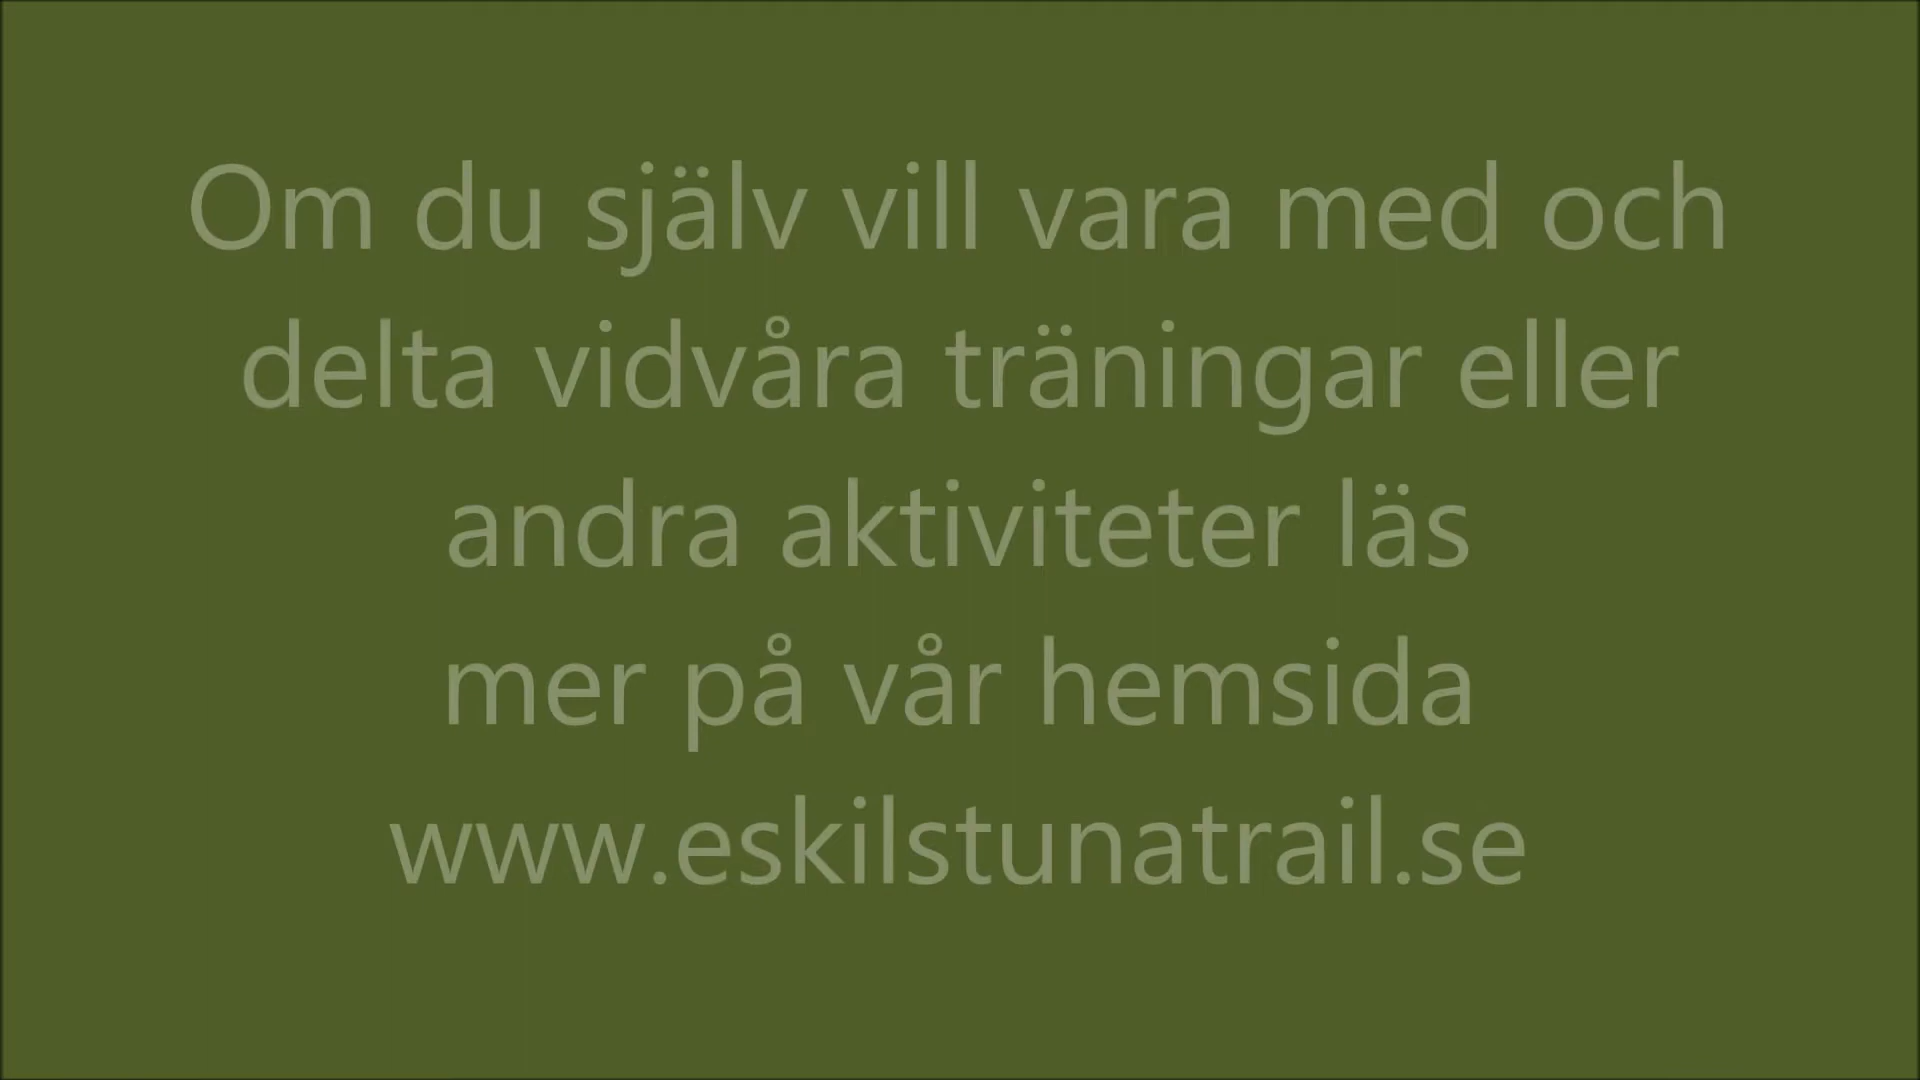 Om du själv vill vara med och
delta vidvåra träningar eller
andra aktiviteter läs
mer på vår hemsida
www.eskilstunatrail.se